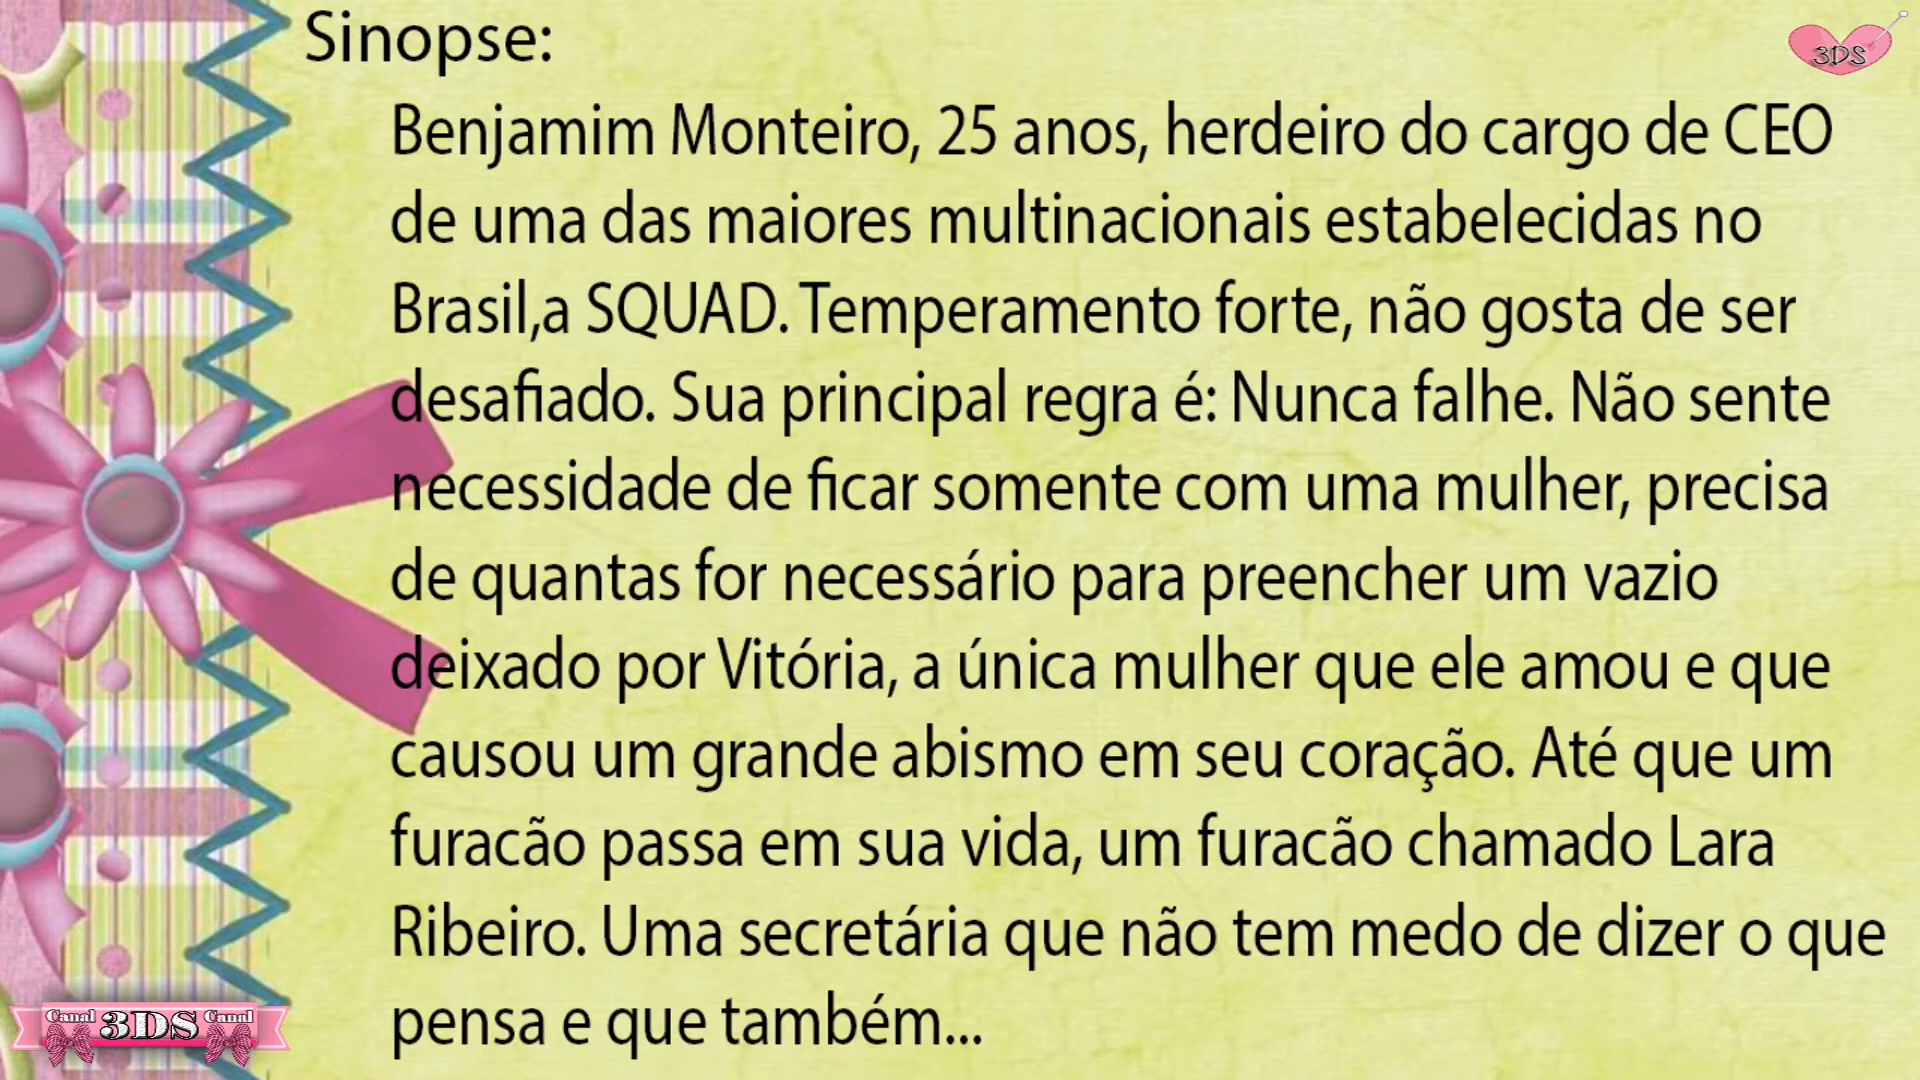 Sinopse:
3DS
Benjamim Monteiro, 25 anos, herdeiro do cargo de CEO
de uma das maiores multinacionais estabelecidas no
Brasil,a SQUAD. Temperamento forte, não gosta de ser
desafiado. Sua principal regra é: Nunca falhe. Não sente
necessidade de ficar somente com uma mulher, precisa
de quantas for necessário para preencher um vazio
deixado por Vitória, a única mulher que ele amou e que
causou um grande abismo em seu coração. Até que um
furacão passa em sua vida, um furacão chamado Lara
Ribeiro. Uma secretária que não tem medo de dizer o que
pensa e que também...
Canal 3DS Canal